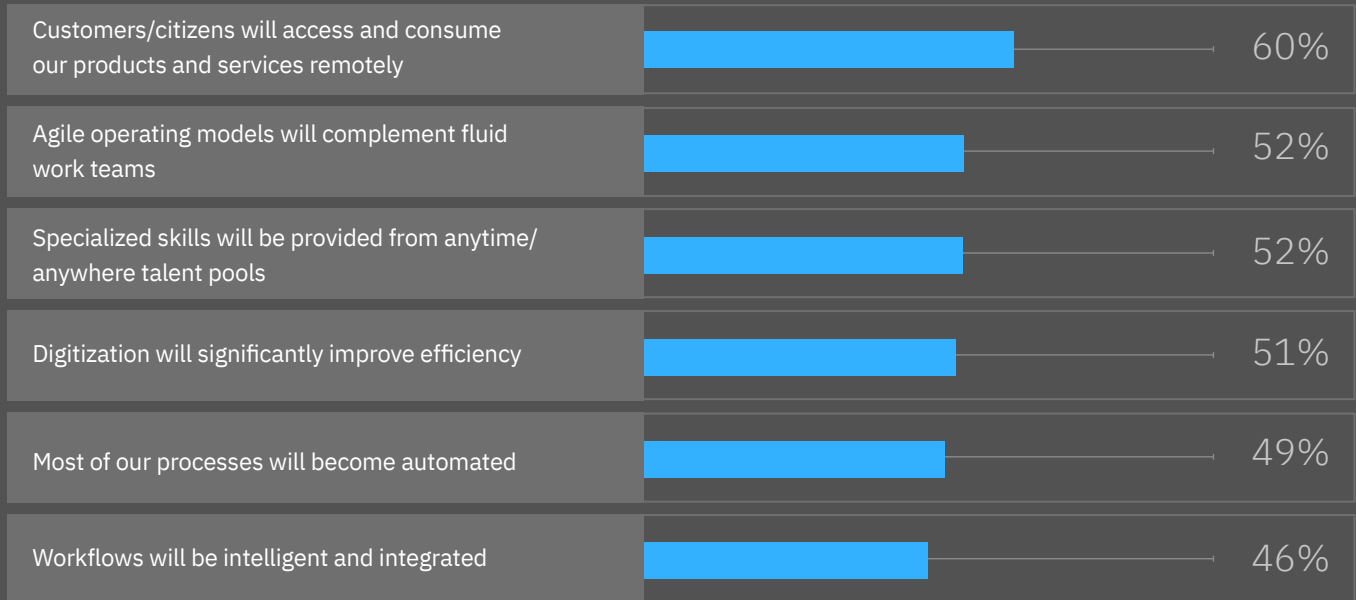 Customers/citizens will access and consume
our products and services remotely
60%
Agile operating models will complement fluid
work teams
52%
Specialized skills will be provided from anytime/
anywhere talent pools
52%
Digitization will significantly improve efficiency
51%
Most of our processes will become automated
49%
Workflows will be intelligent and integrated
46%